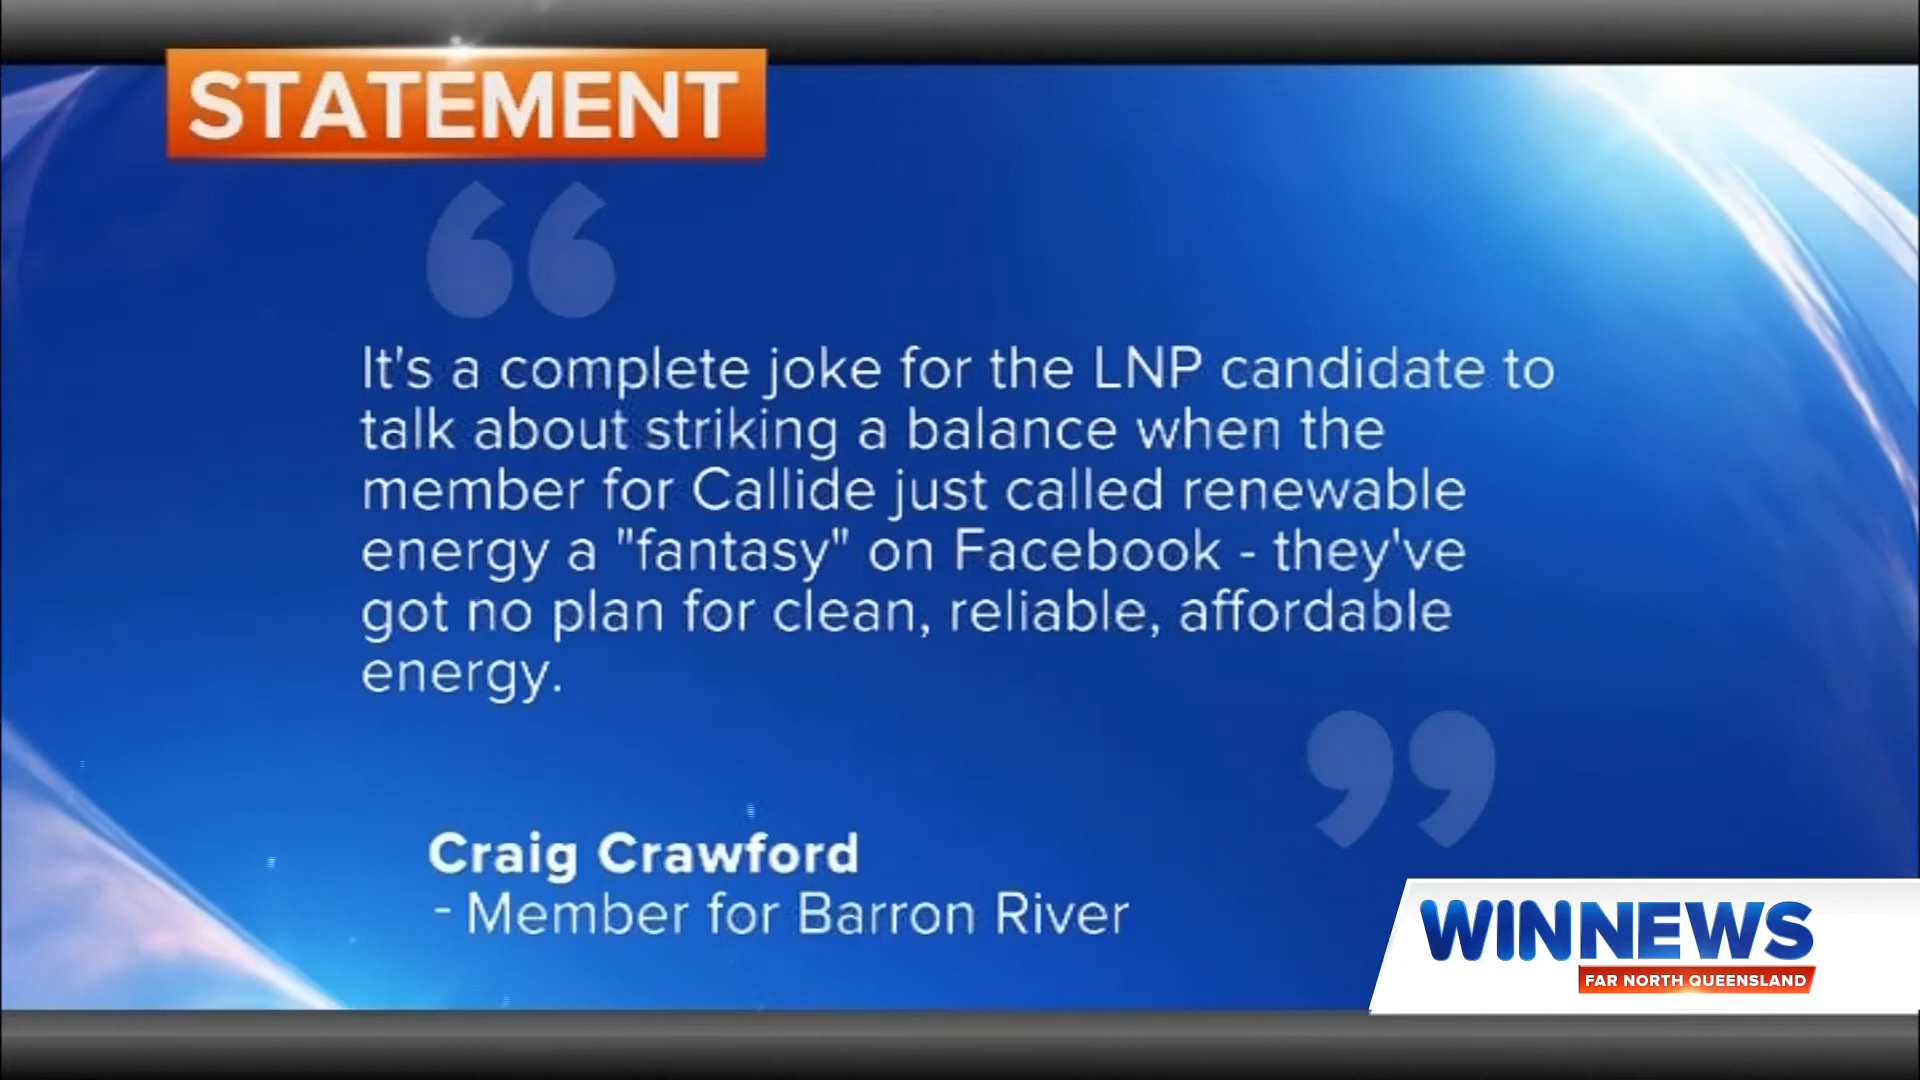 STATEMENT
“
It's a complete joke for the LNP candidate to
talk about striking a balance when the
member for Callide just called renewable
energy a "fantasy" on Facebook - they've
got no plan for clean, reliable, affordable
energy.
”
Craig Crawford
- Member for Barron River
WINNEWS
FAR NORTH QUEENSLAND